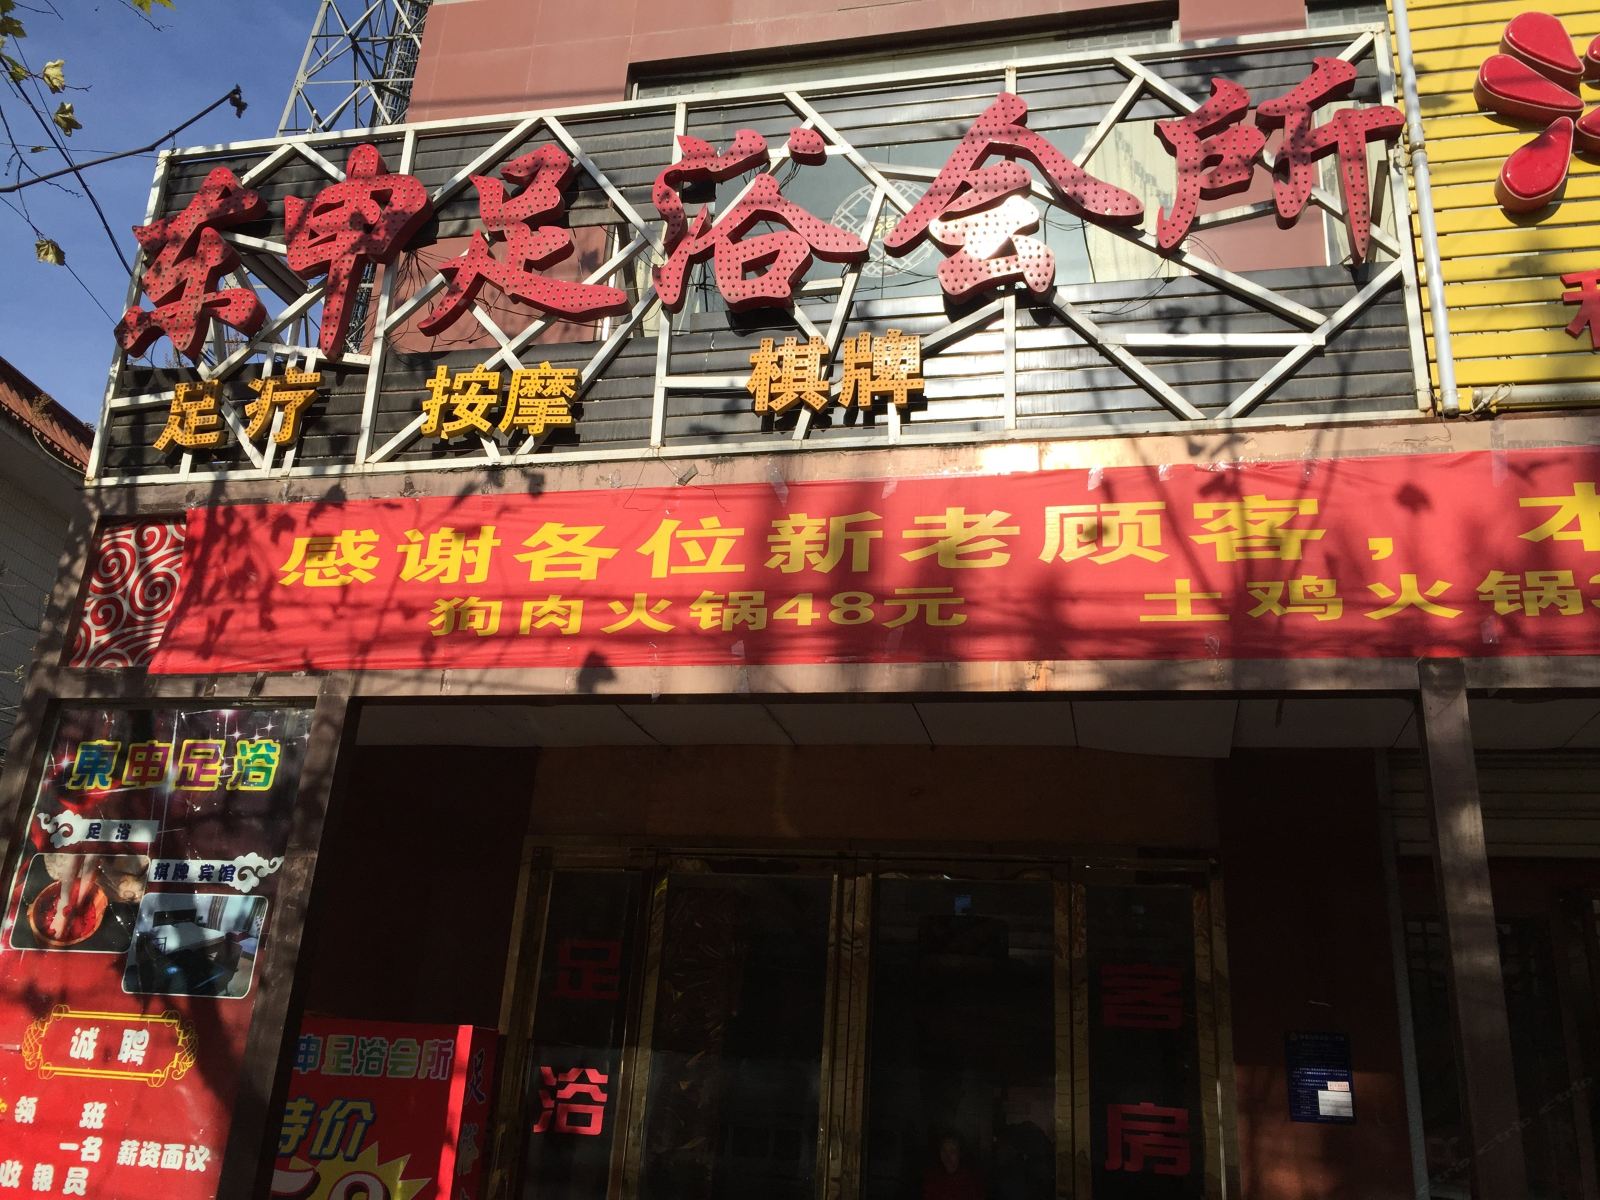 东申足浴会所
足疗 按摩 棋牌
感谢各位新老顾客，本
狗肉火锅48元 土鸡火锅
東申足浴
足浴
棋牌 宾馆
诚聘
领班
一名 薪资面议
收银员
申足浴会所
特价
足浴
客房